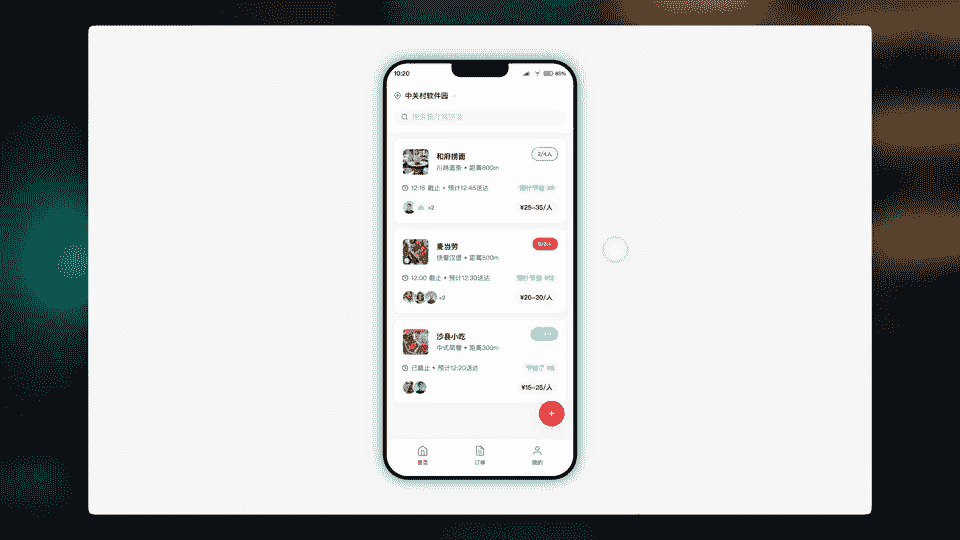 10:20
85%
中关村软件园
和府捞面
川味面条 • 距离800m
2/4人
12:15 截止 • 预计12:45送达
+2
¥25-35/人
麦当劳
快餐汉堡 • 距离500m
12:00 截止 • 预计12:30送达
+2
¥20-30/人
沙县小吃
中式简餐 • 距离300m
已截止 • 预计12:20送达
¥15-25/人
+
首页
订单
我的